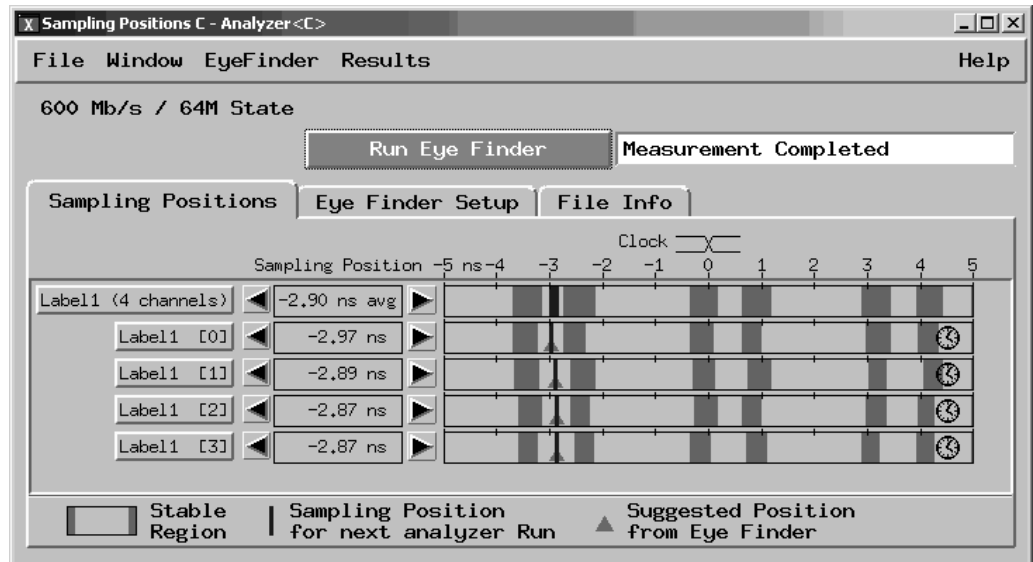 X Sampling Positions C - Analyzer<C>
File Window EyeFinder Results Help
600 Mb/s / 64M State
Run Eye Finder Measurement Completed
Sampling Positions Eye Finder Setup File Info
Clock
Sampling Position -5 ns -4 -3 -2 -1 0 1 2 3 4 5
Label1 (4 channels) -2.90 ns avg
Label1 [0] -2.97 ns
Label1 [1] -2.89 ns
Label1 [2] -2.87 ns
Label1 [3] -2.87 ns
Stable Sampling Position Suggested Position
Region for next analyzer Run from Eye Finder